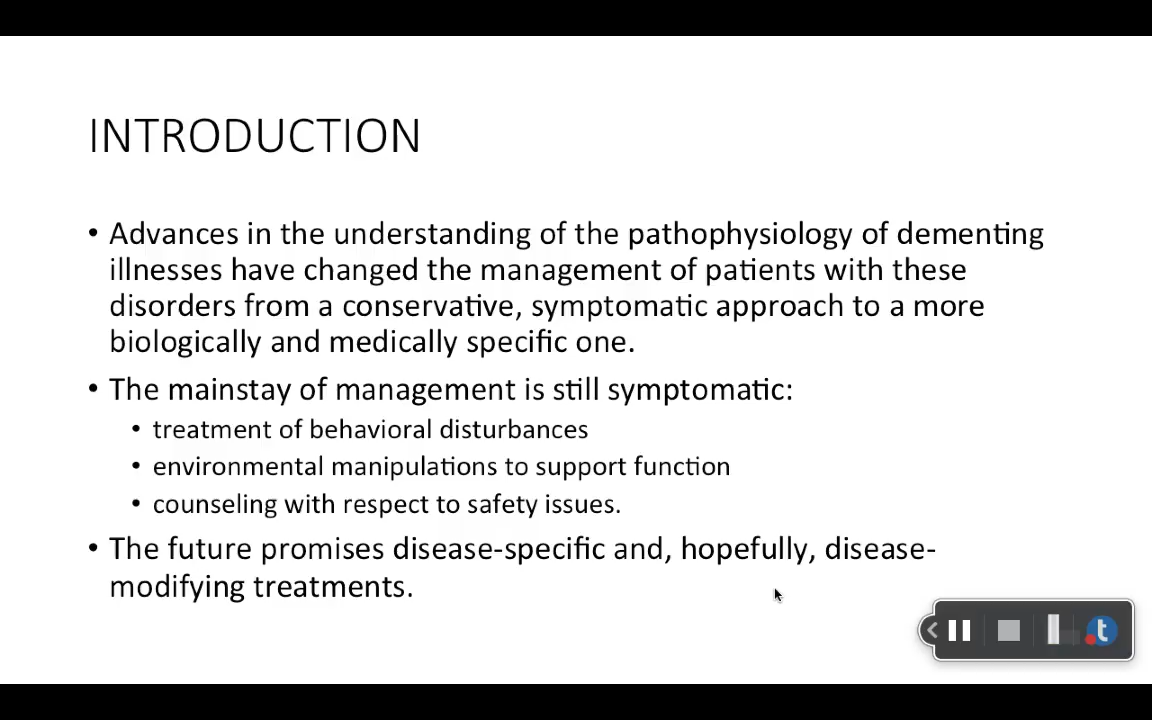 INTRODUCTION
• Advances in the understanding of the pathophysiology of dementing
illnesses have changed the management of patients with these
disorders from a conservative, symptomatic approach to a more
biologically and medically specific one.
• The mainstay of management is still symptomatic:
• treatment of behavioral disturbances
• environmental manipulations to support function
• counseling with respect to safety issues.
• The future promises disease-specific and, hopefully, disease-
modifying treatments.
t